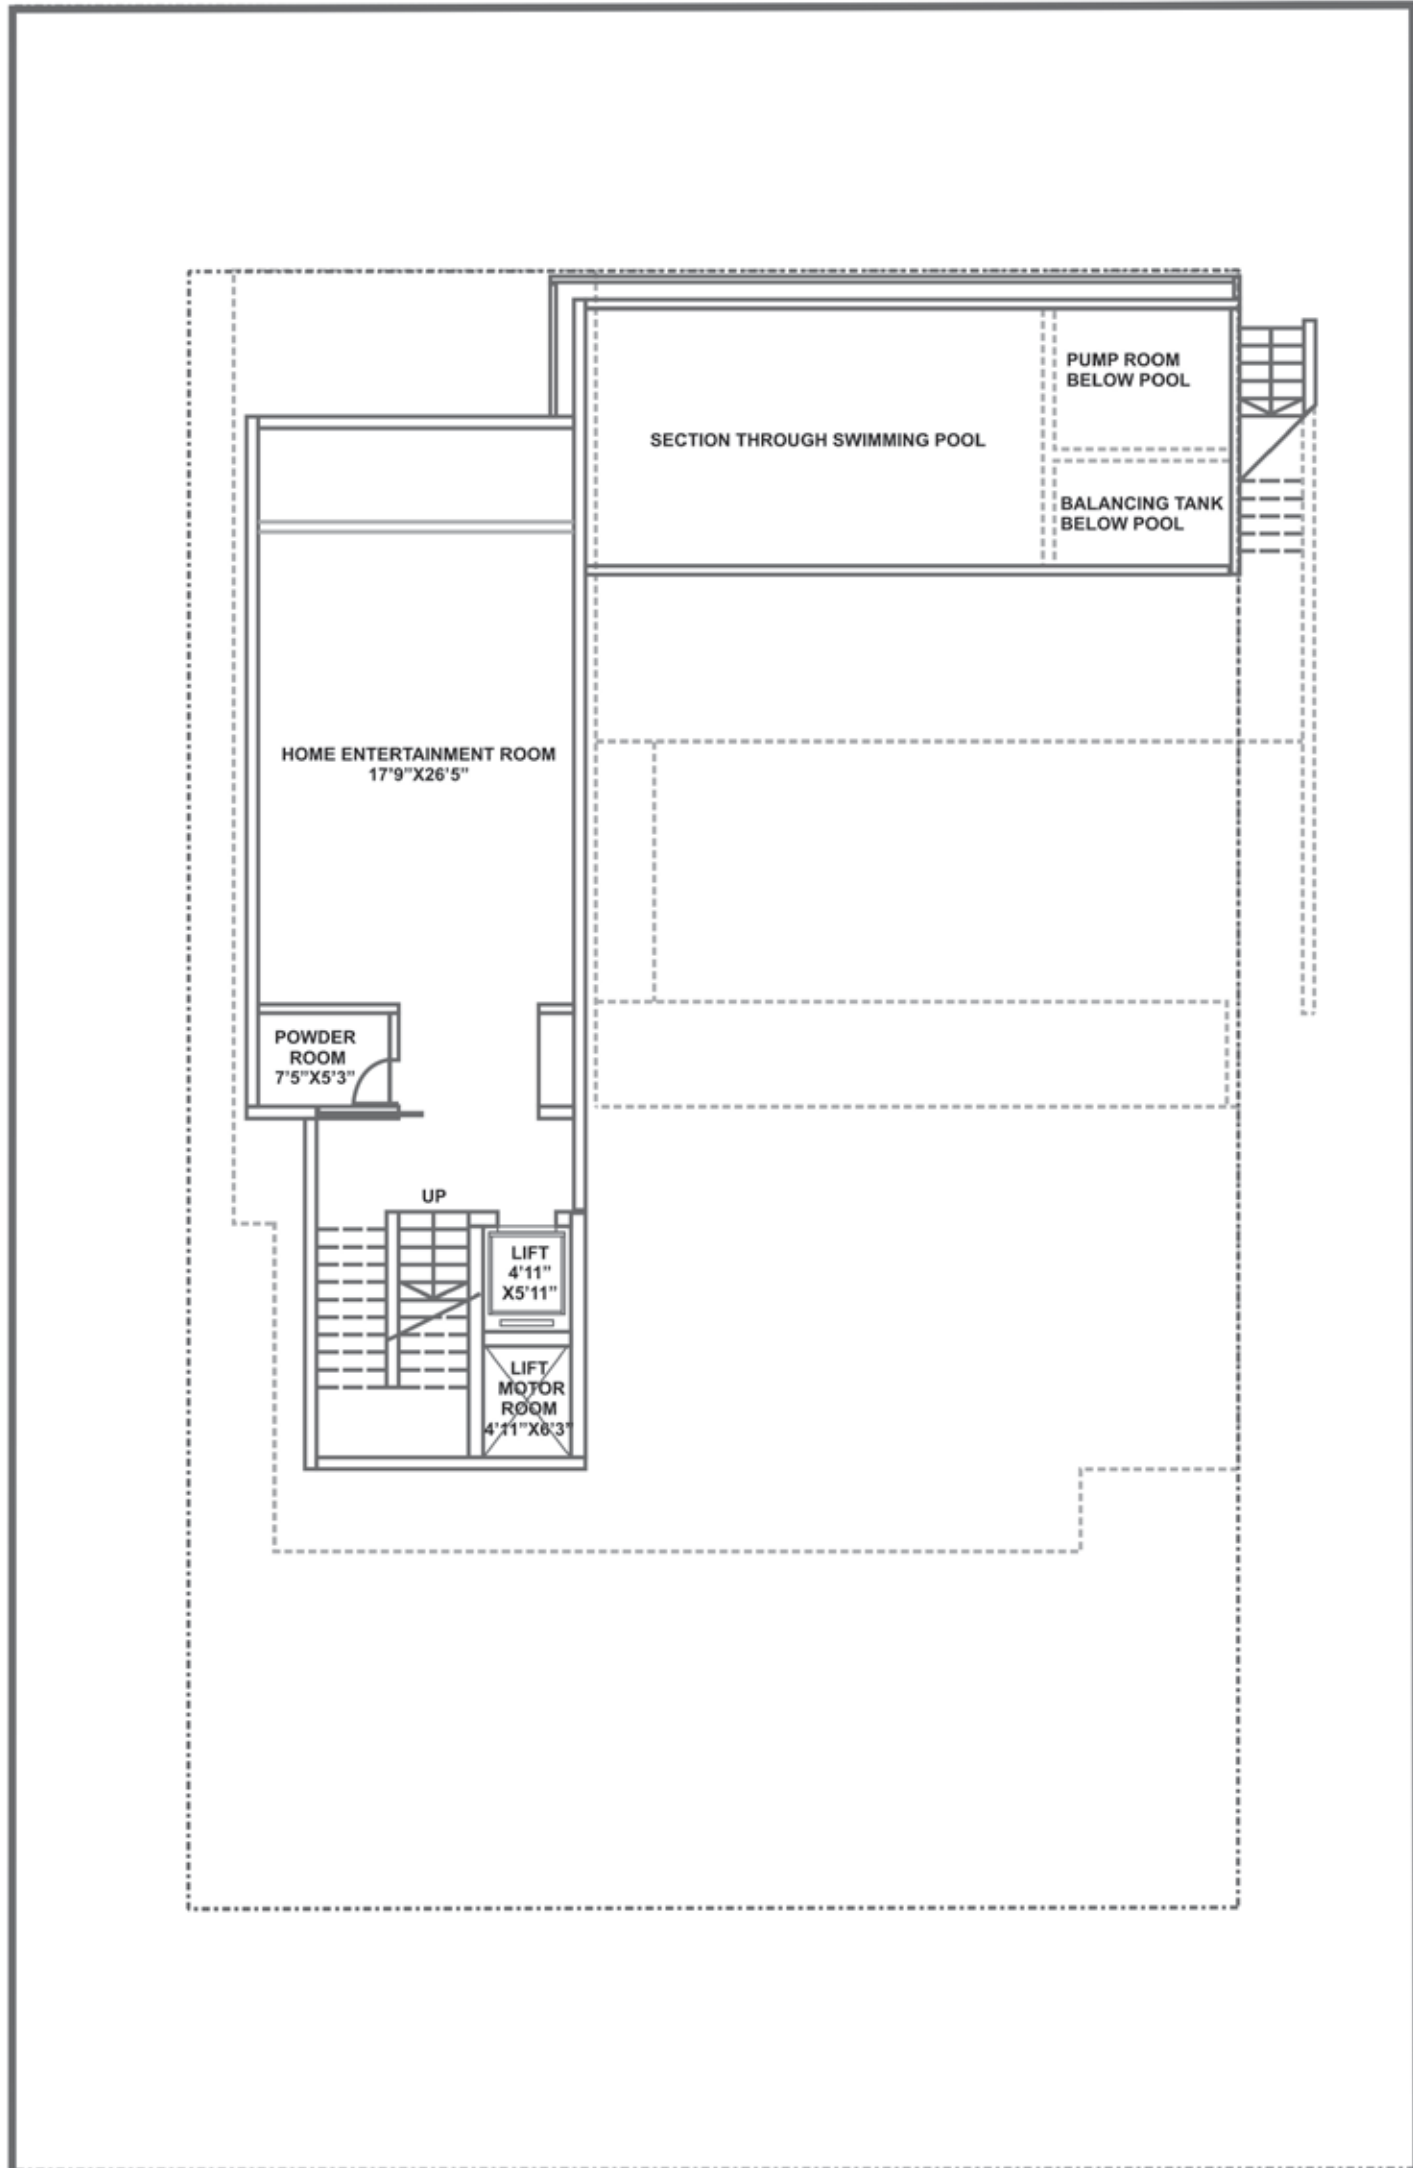 PUMP ROOM
BELOW POOL
SECTION THROUGH SWIMMING POOL
BALANCING TANK
BELOW POOL
HOME ENTERTAINMENT ROOM
17'9"X26'5"
POWDER
ROOM
7'5"X5'3"
UP
LIFT
4'11"
X5'11"
LIFT
MOTOR
ROOM
4'11"X6'3"